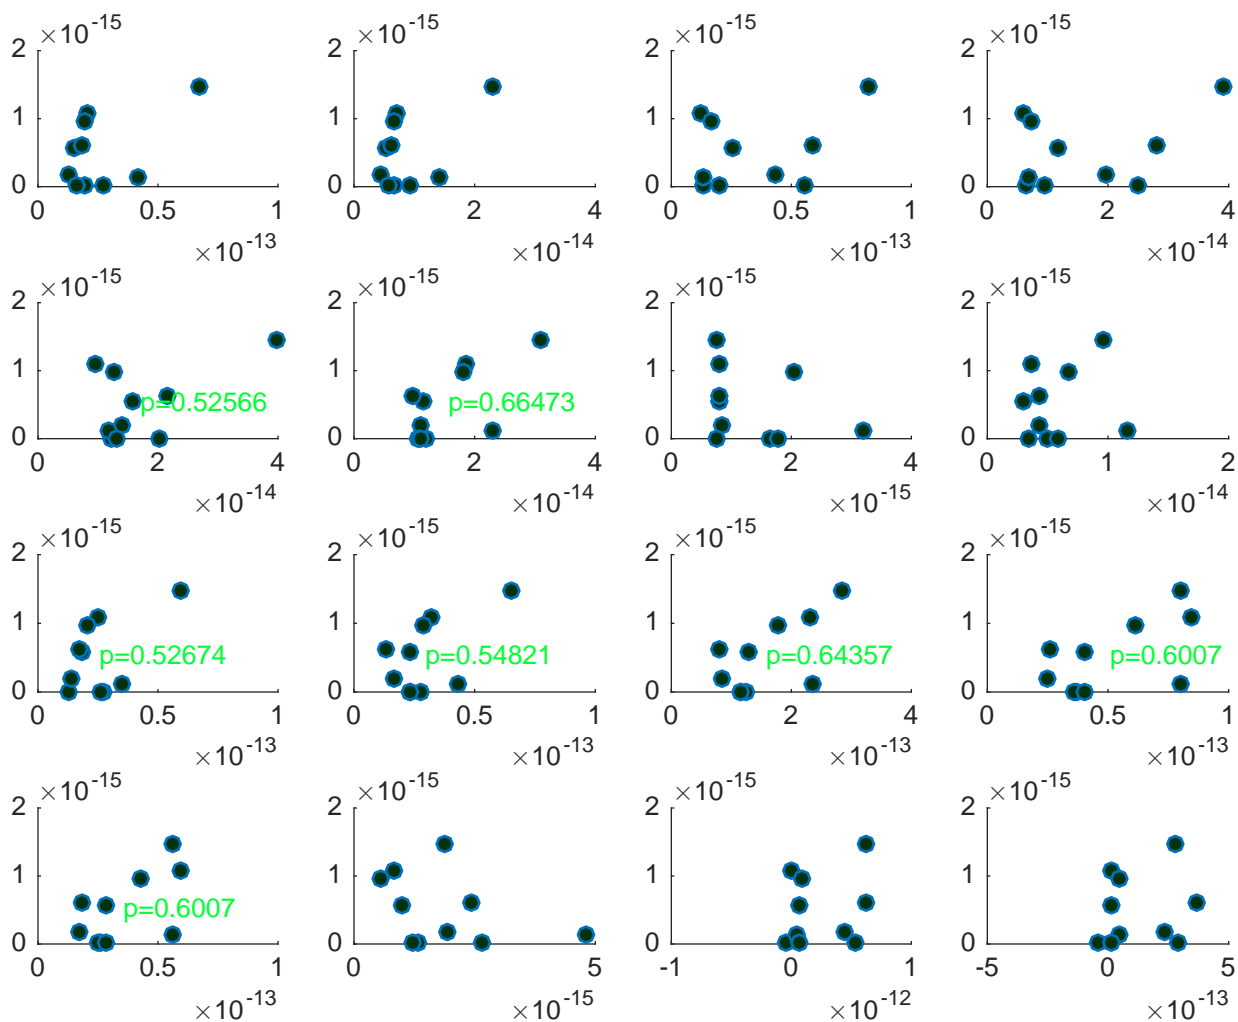 ×10-15 ×10-15 ×10-15 ×10-15
2 2 2 2
1 1 1 1
0 0 0 0
0 0.5 1 0 2 4 0 0.5 1 0 2 4
×10-13 ×10-14 ×10-13 ×10-14
×10-15 ×10-15 ×10-15 ×10-15
2 2 2 2
1 1 1 1
p=0.52566 p=0.66473
0 0 0 0
0 2 4 0 2 4 0 2 4 0 1 2
×10-14 ×10-14 ×10-15 ×10-14
×10-15 ×10-15 ×10-15 ×10-15
2 2 2 2
1 1 1 1
p=0.52674 p=0.54821 p=0.64357 p=0.6007
0 0 0 0
0 0.5 1 0 0.5 1 0 2 4 0 0.5 1
×10-13 ×10-13 ×10-13 ×10-13
×10-15 ×10-15 ×10-15 ×10-15
2 2 2 2
1 1 1 1
p=0.6007
0 0 0 0
0 0.5 1 0 5 -1 0 1 -5 0 5
×10-13 ×10-15 ×10-12 ×10-13